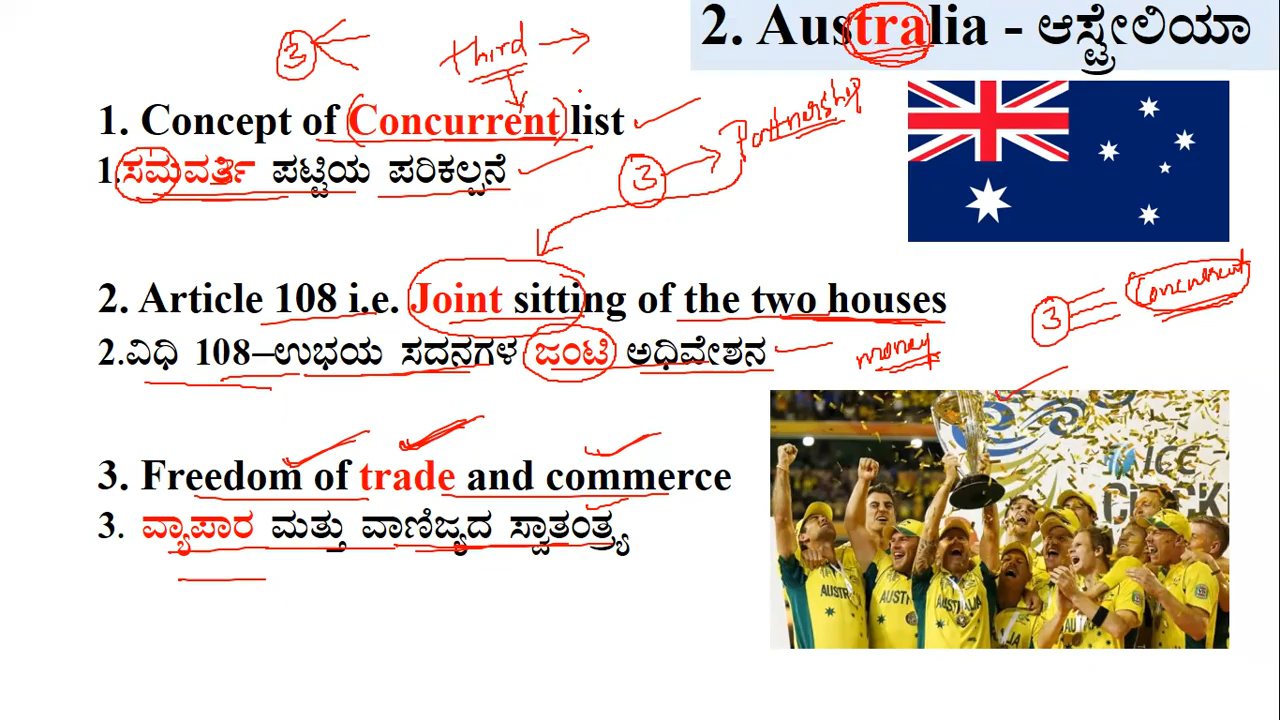 2. Australia - ಆಸ್ಟ್ರೇಲಿಯಾ
3
third
1. Concept of Concurrent list
Partnership
1.ಸಮವರ್ತಿ ಪಟ್ಟಿಯ ಪರಿಕಲ್ಪನೆ
3
2. Article 108 i.e. Joint sitting of the two houses
3 Concurrent
2.ವಿಧಿ 108–ಉಭಯ ಸದನಗಳ ಜಂಟಿ ಅಧಿವೇಶನ
money
3. Freedom of trade and commerce
3. ವ್ಯಾಪಾರ ಮತ್ತು ವಾಣಿಜ್ಯದ ಸ್ವಾತಂತ್ರ್ಯ
ICC
CRICK
AUSTRALIA
AUSTRALIA